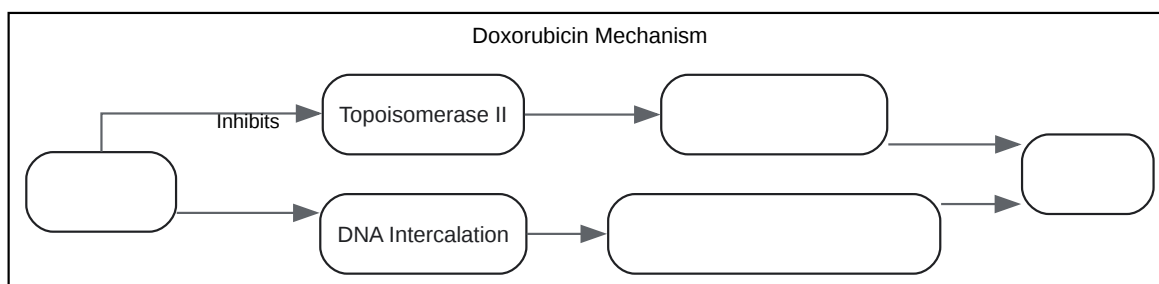 Doxorubicin Mechanism
Inhibits
Topoisomerase II
DNA Intercalation